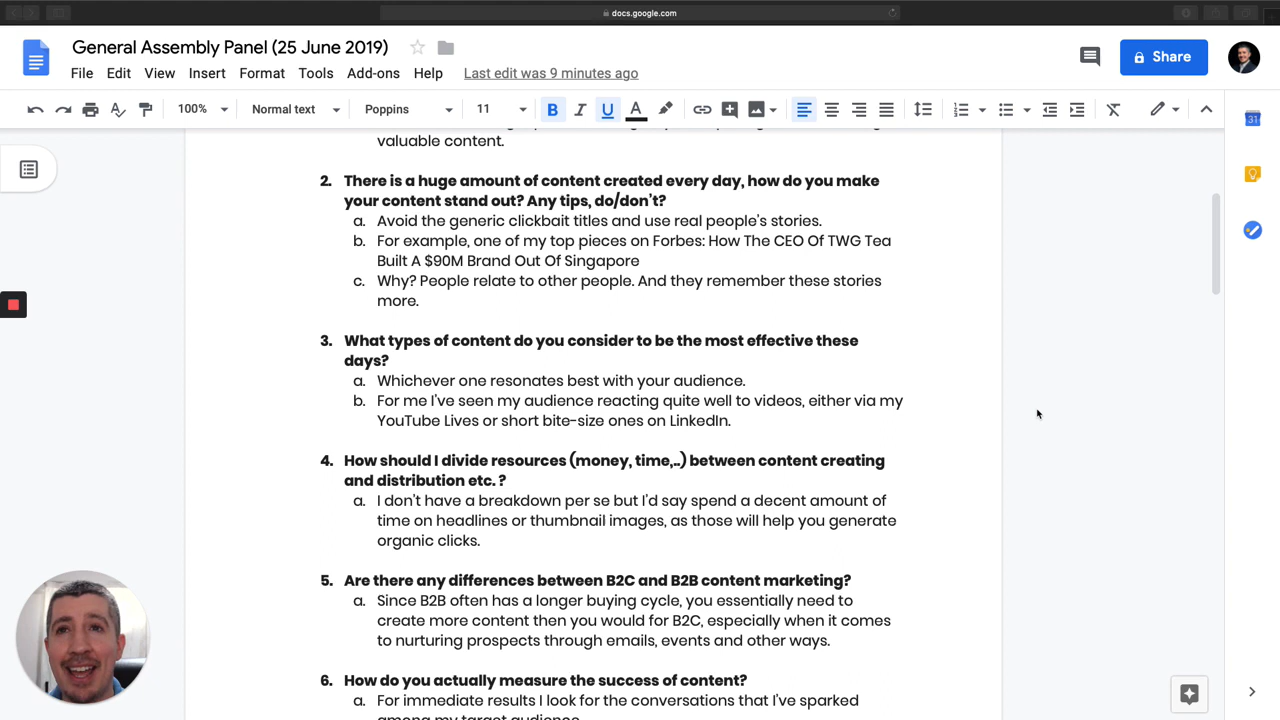 docs.google.com
General Assembly Panel (25 June 2019)
File Edit View Insert Format Tools Add-ons Help Last edit was 9 minutes ago
Share
100% Normal text Poppins 11
31
valuable content.
2. There is a huge amount of content created every day, how do you make
your content stand out? Any tips, do/don't?
a. Avoid the generic clickbait titles and use real people's stories.
b. For example, one of my top pieces on Forbes: How The CEO Of TWG Tea
Built A $90M Brand Out Of Singapore
c. Why? People relate to other people. And they remember these stories
more.
3. What types of content do you consider to be the most effective these
days?
a. Whichever one resonates best with your audience.
b. For me I've seen my audience reacting quite well to videos, either via my
YouTube Lives or short bite-size ones on LinkedIn.
4. How should I divide resources (money, time,..) between content creating
and distribution etc. ?
a. I don't have a breakdown per se but I'd say spend a decent amount of
time on headlines or thumbnail images, as those will help you generate
organic clicks.
5. Are there any differences between B2C and B2B content marketing?
a. Since B2B often has a longer buying cycle, you essentially need to
create more content then you would for B2C, especially when it comes
to nurturing prospects through emails, events and other ways.
6. How do you actually measure the success of content?
a. For immediate results I look for the conversations that I've sparked
among my target audience.